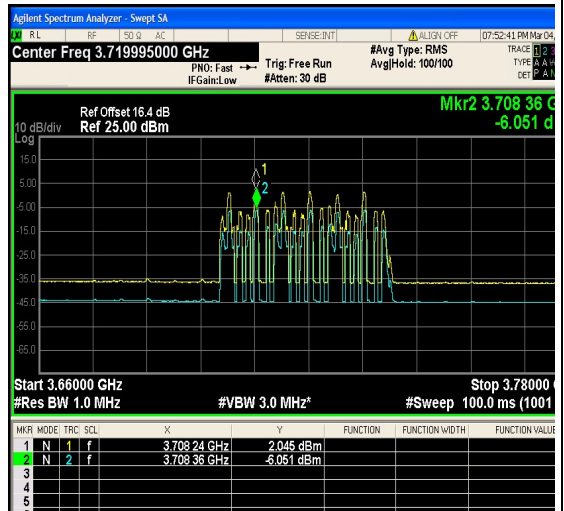 Agilent Spectrum Analyzer - Swept SA
RL RF 50 Ω AC SENSE:INT ALIGN OFF 07:52:41 PM Mar 04,
Center Freq 3.719995000 GHz #Avg Type: RMS TRACE 1 2 3
PNO: Fast Trig: Free Run Avg|Hold: 100/100 TYPE A A
IFGain:Low #Atten: 30 dB DET P A N
Mkr2 3.708 36 G
Ref Offset 16.4 dB
10 dB/div Ref 25.00 dBm -6.051 d
Log
15.0
5.00
-5.00
-15.0
-25.0
-35.0
-45.0
-55.0
-65.0
1
2
Start 3.66000 GHz Stop 3.78000
#Res BW 1.0 MHz #VBW 3.0 MHz* #Sweep 100.0 ms (1001
MKR MODE TRC SCL X Y FUNCTION FUNCTION WIDTH FUNCTION VALUE
1 N 1 f 3.708 24 GHz 2.045 dBm
2 N 2 f 3.708 36 GHz -6.051 dBm
3
4
5